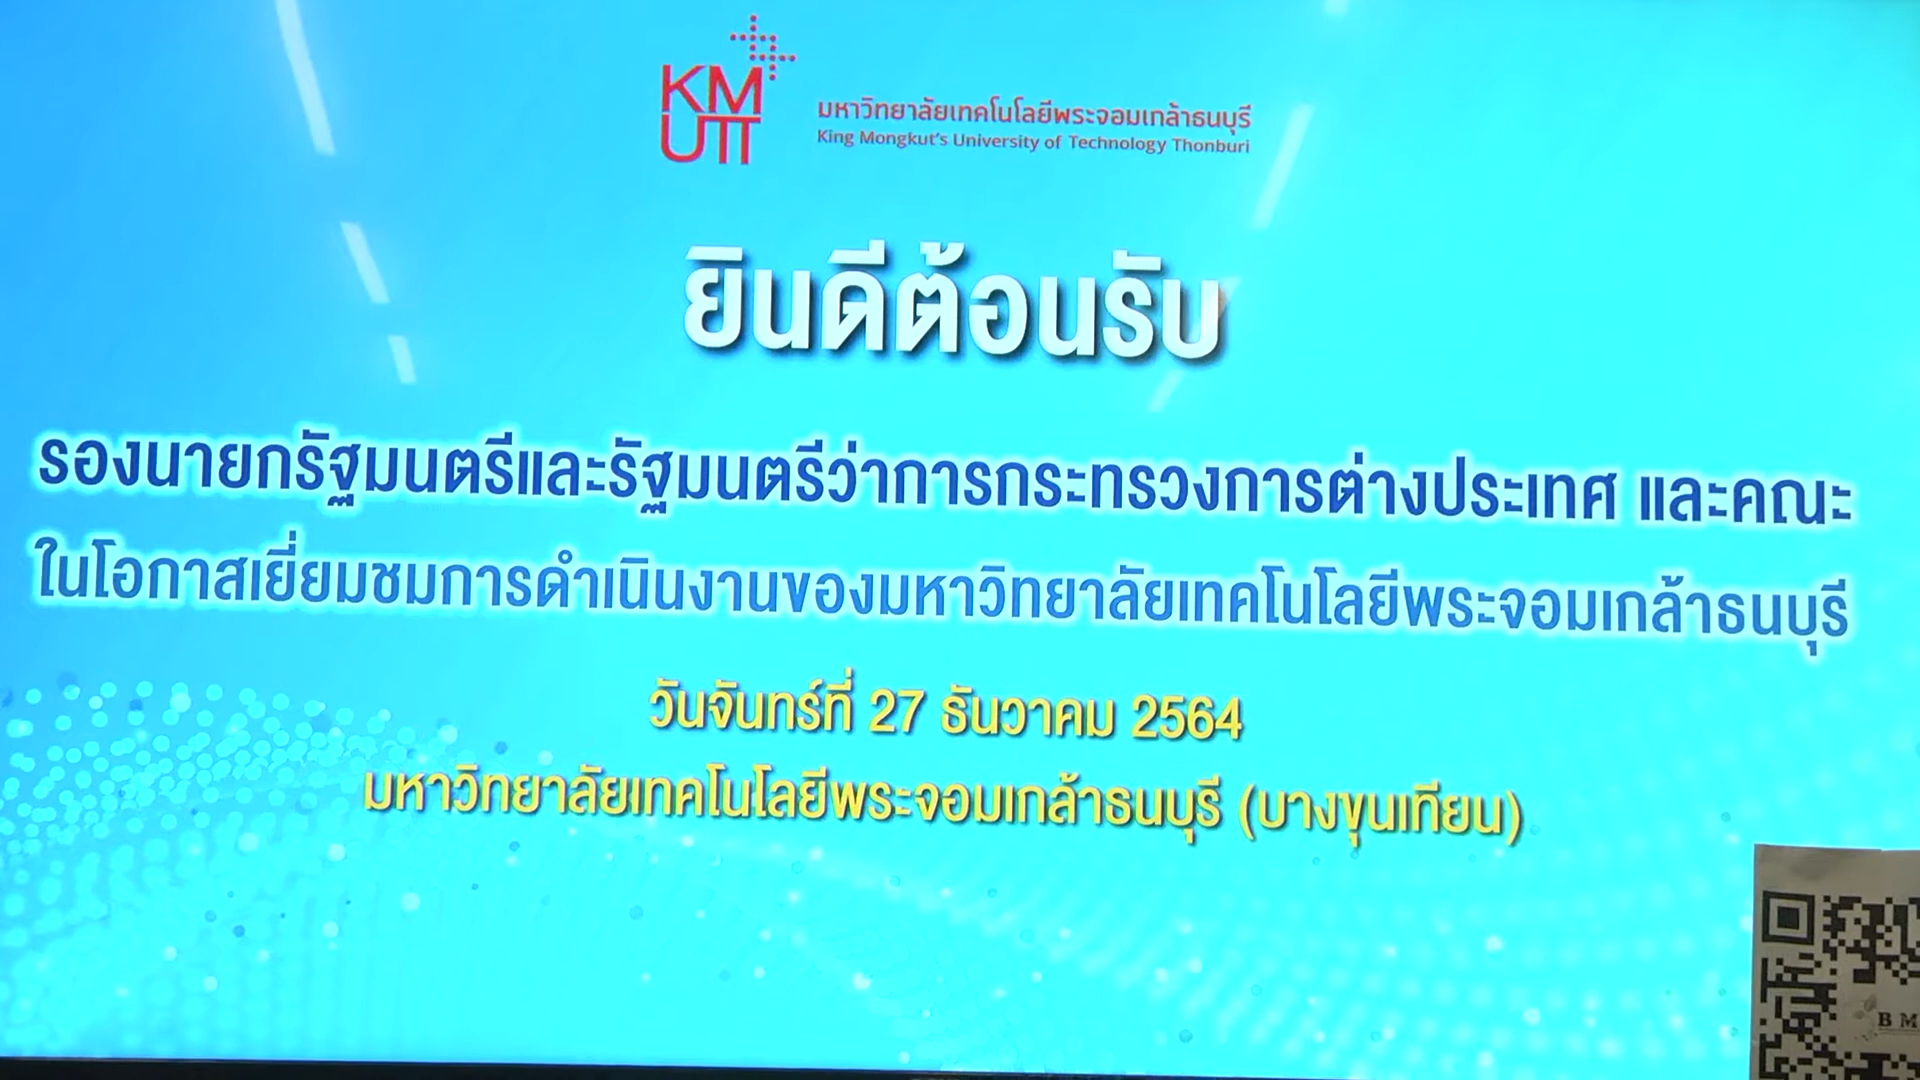 KM
UTT
มหาวิทยาลัยเทคโนโลยีพระจอมเกล้าธนบุรี
King Mongkut's University of Technology Thonburi
ยินดีต้อนรับ
รองนายกรัฐมนตรีและรัฐมนตรีว่าการกระทรวงการต่างประเทศ และคณะ
ในโอกาสเยี่ยมชมการดำเนินงานของมหาวิทยาลัยเทคโนโลยีพระจอมเกล้าธนบุรี
วันจันทร์ที่ 27 ธันวาคม 2564
มหาวิทยาลัยเทคโนโลยีพระจอมเกล้าธนบุรี (บางขุนเทียน)